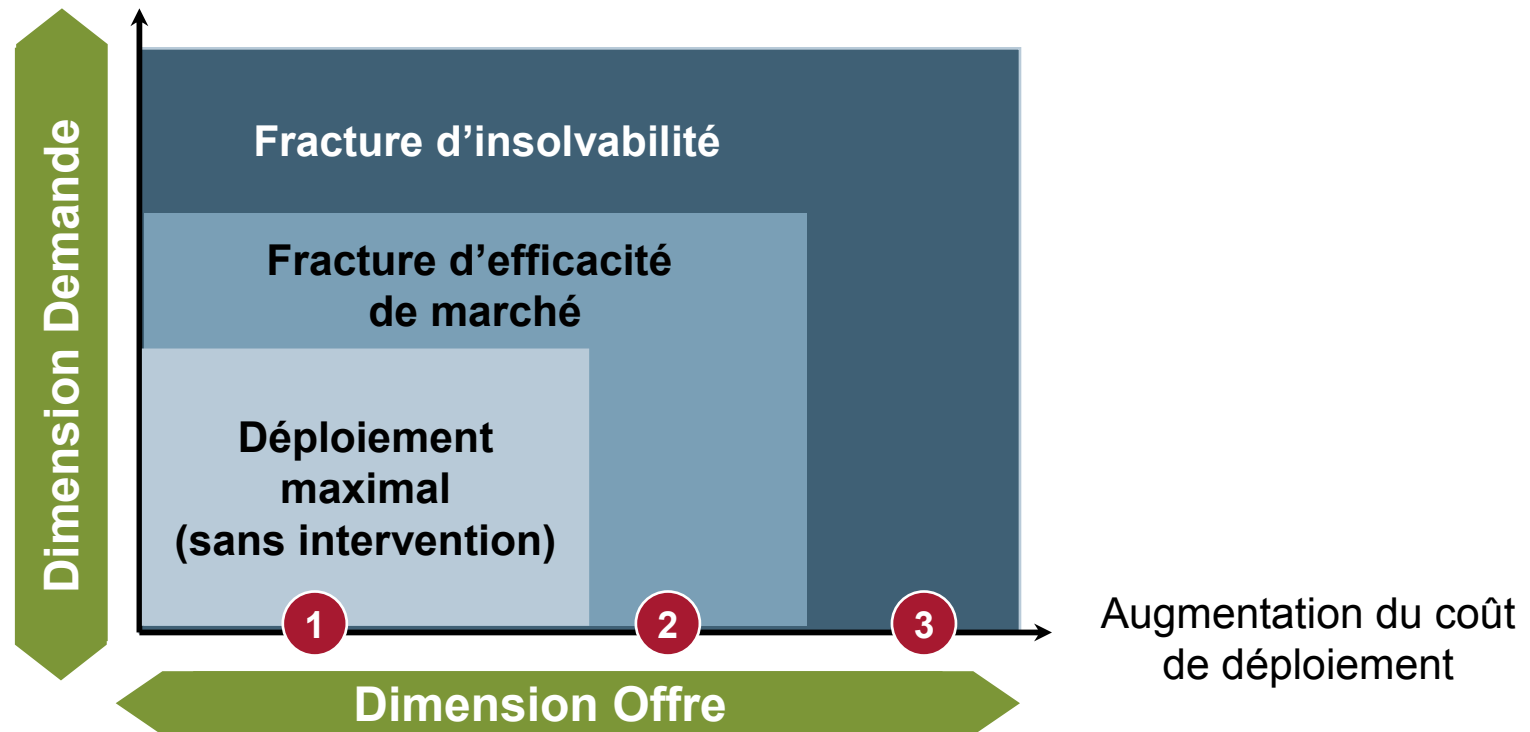 Dimension Demande
Fracture d’insolvabilité
Fracture d’efficacité
de marché
Déploiement
maximal
(sans intervention)
1
2
3
Augmentation du coût
de déploiement
Dimension Offre